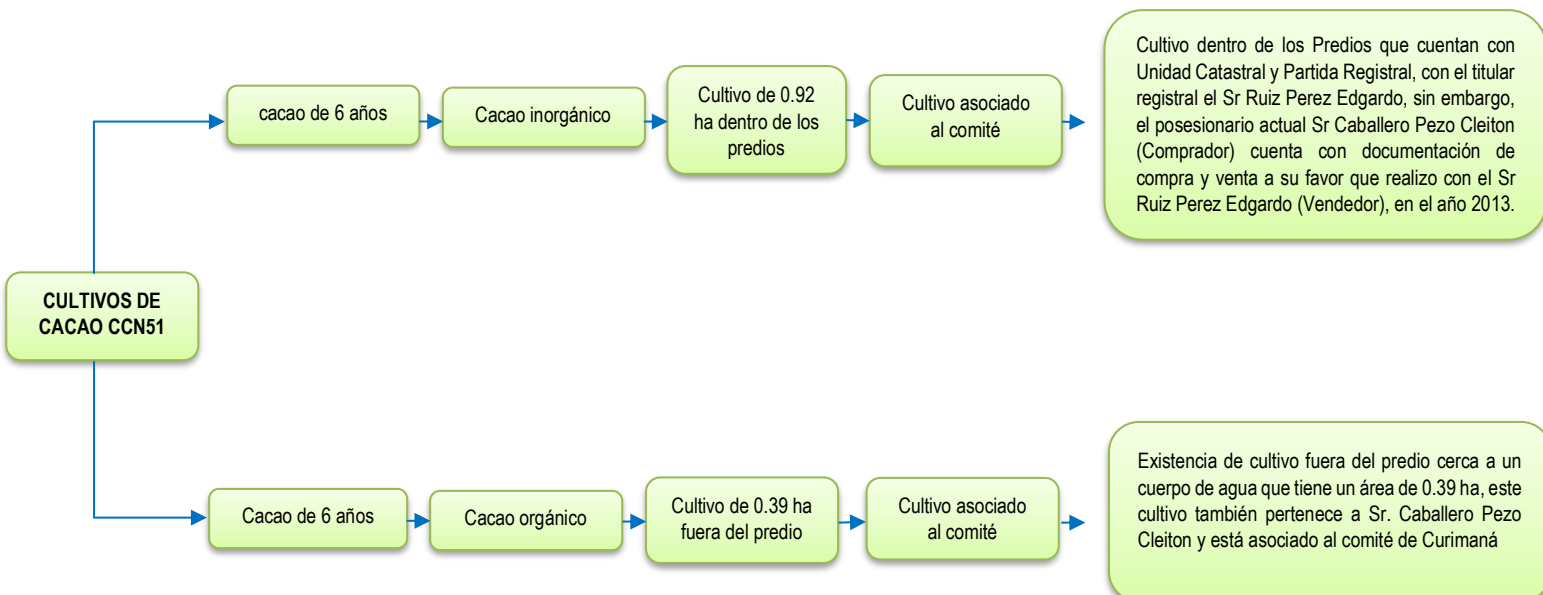 Cultivo dentro de los Predios que cuentan con
Unidad Catastral y Partida Registral, con el titular
registral el Sr Ruiz Perez Edgardo, sin embargo,
el posesionario actual Sr Caballero Pezo Cleiton
(Comprador) cuenta con documentación de
compra y venta a su favor que realizo con el Sr
Ruiz Perez Edgardo (Vendedor), en el año 2013.
cacao de 6 años
Cacao inorgánico
Cultivo de 0.92
ha dentro de los
predios
Cultivo asociado
al comité
CULTIVOS DE
CACAO CCN51
Cacao de 6 años
Cacao orgánico
Cultivo de 0.39 ha
fuera del predio
Cultivo asociado
al comité
Existencia de cultivo fuera del predio cerca a un
cuerpo de agua que tiene un área de 0.39 ha, este
cultivo también pertenece a Sr. Caballero Pezo
Cleiton y está asociado al comité de Curimaná